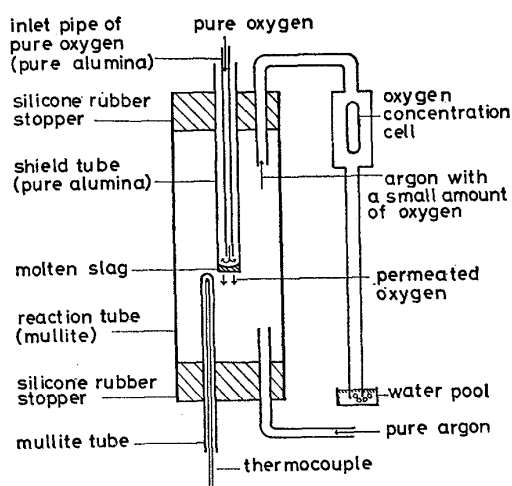 inlet pipe of
pure oxygen
(pure alumina)
pure oxygen
silicone rubber
stopper
oxygen
concentration
cell
shield tube
(pure alumina)
argon with
a small amount
of oxygen
molten slag
permeated
oxygen
reaction tube
(mullite)
silicone rubber
stopper
water pool
mullite tube
pure argon
thermocouple